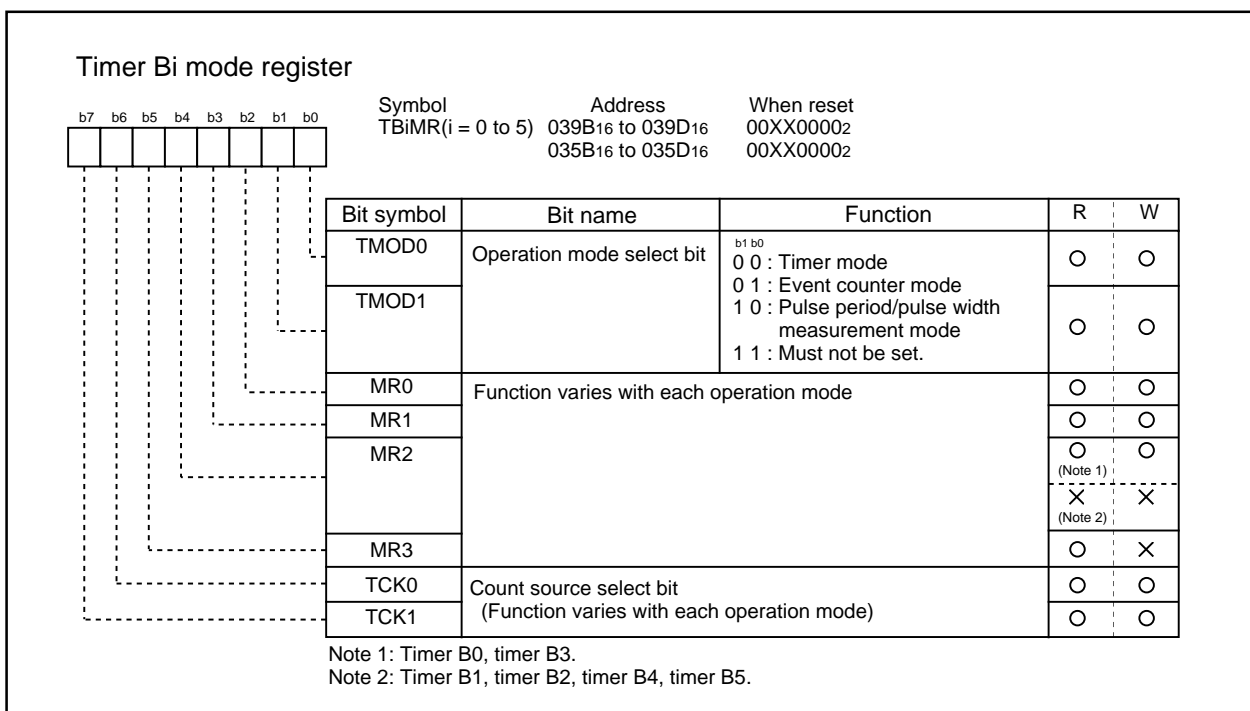 Timer Bi mode register
Symbol Address When reset
TBiMR(i = 0 to 5) 039B16 to 039D16 00XX00002
035B16 to 035D16 00XX00002
b7 b6 b5 b4 b3 b2 b1 b0
Bit symbol Bit name Function R W
TMOD0 Operation mode select bit
b1 b0
0 0 : Timer mode
0 1 : Event counter mode
TMOD1
1 0 : Pulse period/pulse width
measurement mode
1 1 : Must not be set.
MR0 Function varies with each operation mode
MR1
MR2
(Note 1)
(Note 2)
MR3
TCK0 Count source select bit
TCK1 (Function varies with each operation mode)
Note 1: Timer B0, timer B3.
Note 2: Timer B1, timer B2, timer B4, timer B5.